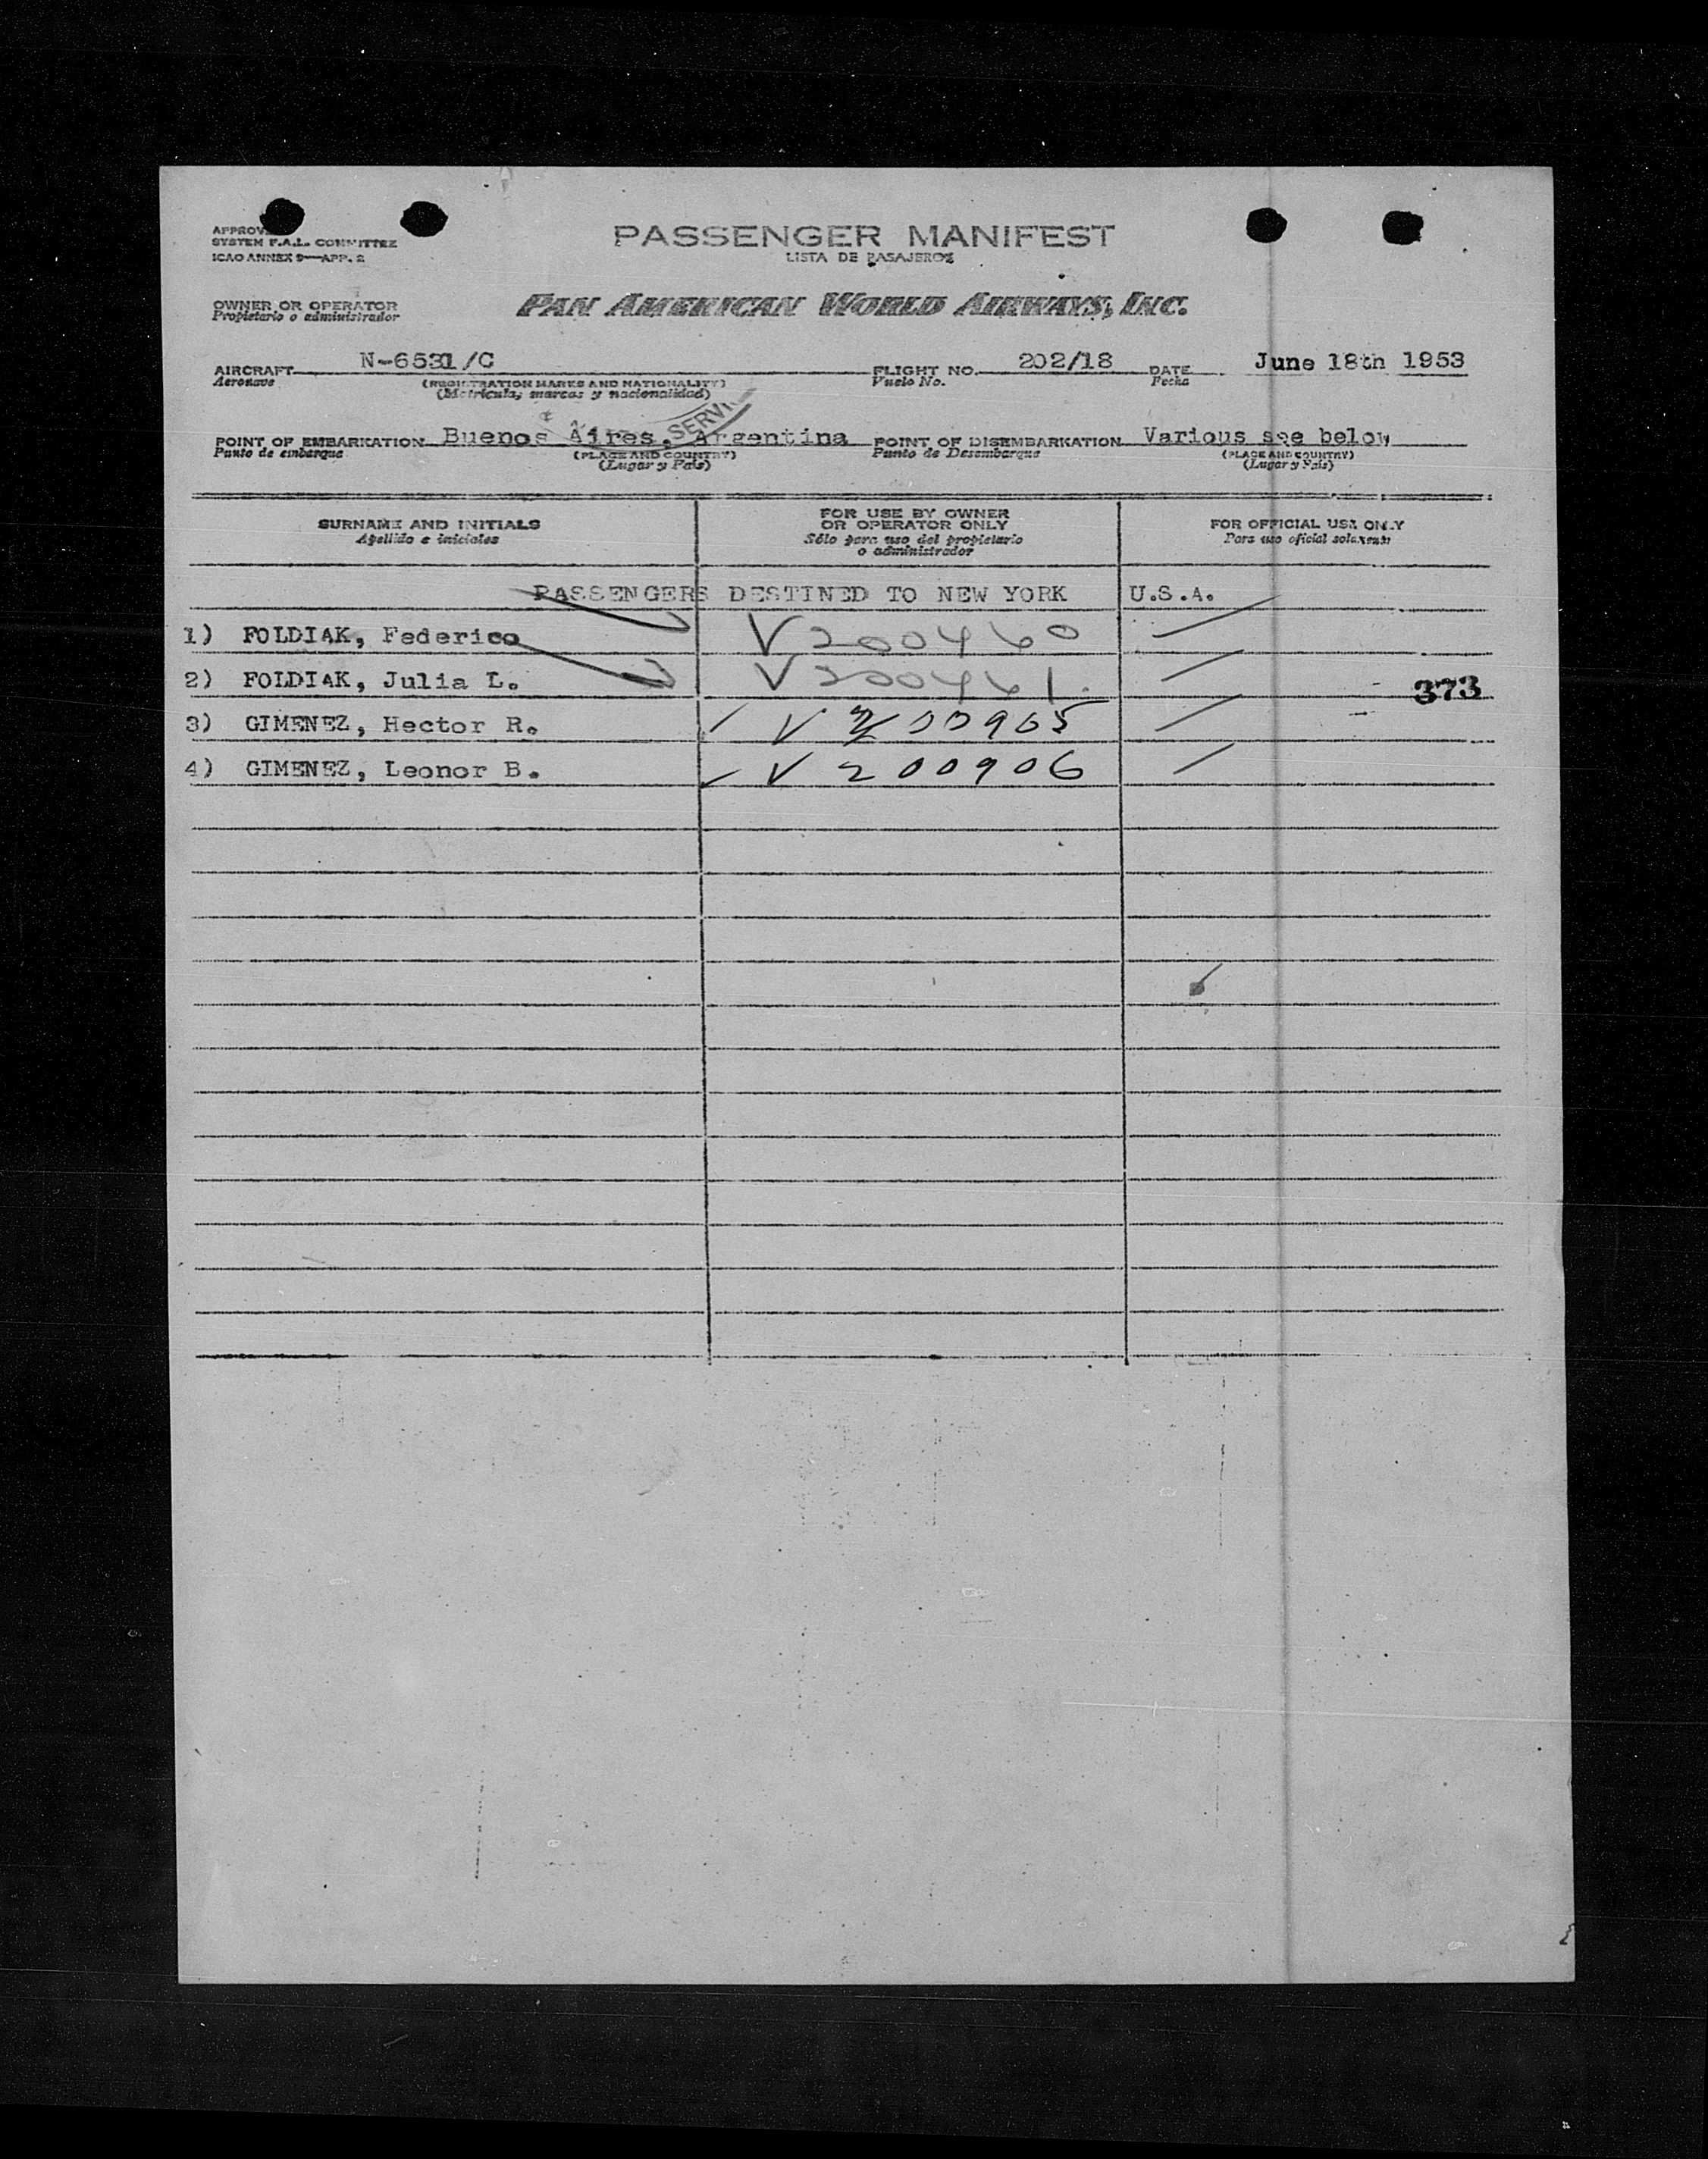 PASSENGER MANIFEST
LISTA DE PASAJEROS
SYSTEM F.A.L. COMMITTEE
ICAO ANNEX 9—APP. 2
OWNER OR OPERATOR
Propietario o administrador
PAN AMERICAN WORLD AIRWAYS, INC.
AIRCRAFT N-6531/C FLIGHT NO. 202/18 DATE June 18th 1953
Aeronave (REGISTRATION MARKS AND NATIONALITY) Vuelo No. Fecha
(Matrícula, marcas y nacionalidad)
SERVI
POINT OF EMBARKATION Buenos Aires, Argentina POINT OF DISEMBARKATION Various see below
Punto de embarque (PLACE AND COUNTRY) Punto de Desembarque (PLACE AND COUNTRY)
(Lugar y País) (Lugar y País)
SURNAME AND INITIALS FOR USE BY OWNER OR OPERATOR ONLY FOR OFFICIAL USE ONLY
Apellido e iniciales Sólo para uso del propietario o administrador Para uso oficial solamente
PASSENGERS DESTINED TO NEW YORK U.S.A.
1) FOLDIAK, Federico V200460
2) FOLDIAK, Julia L. V200461. 373
3) GIMENEZ, Hector R. V 200905
4) GIMENEZ, Leonor B. V 200906